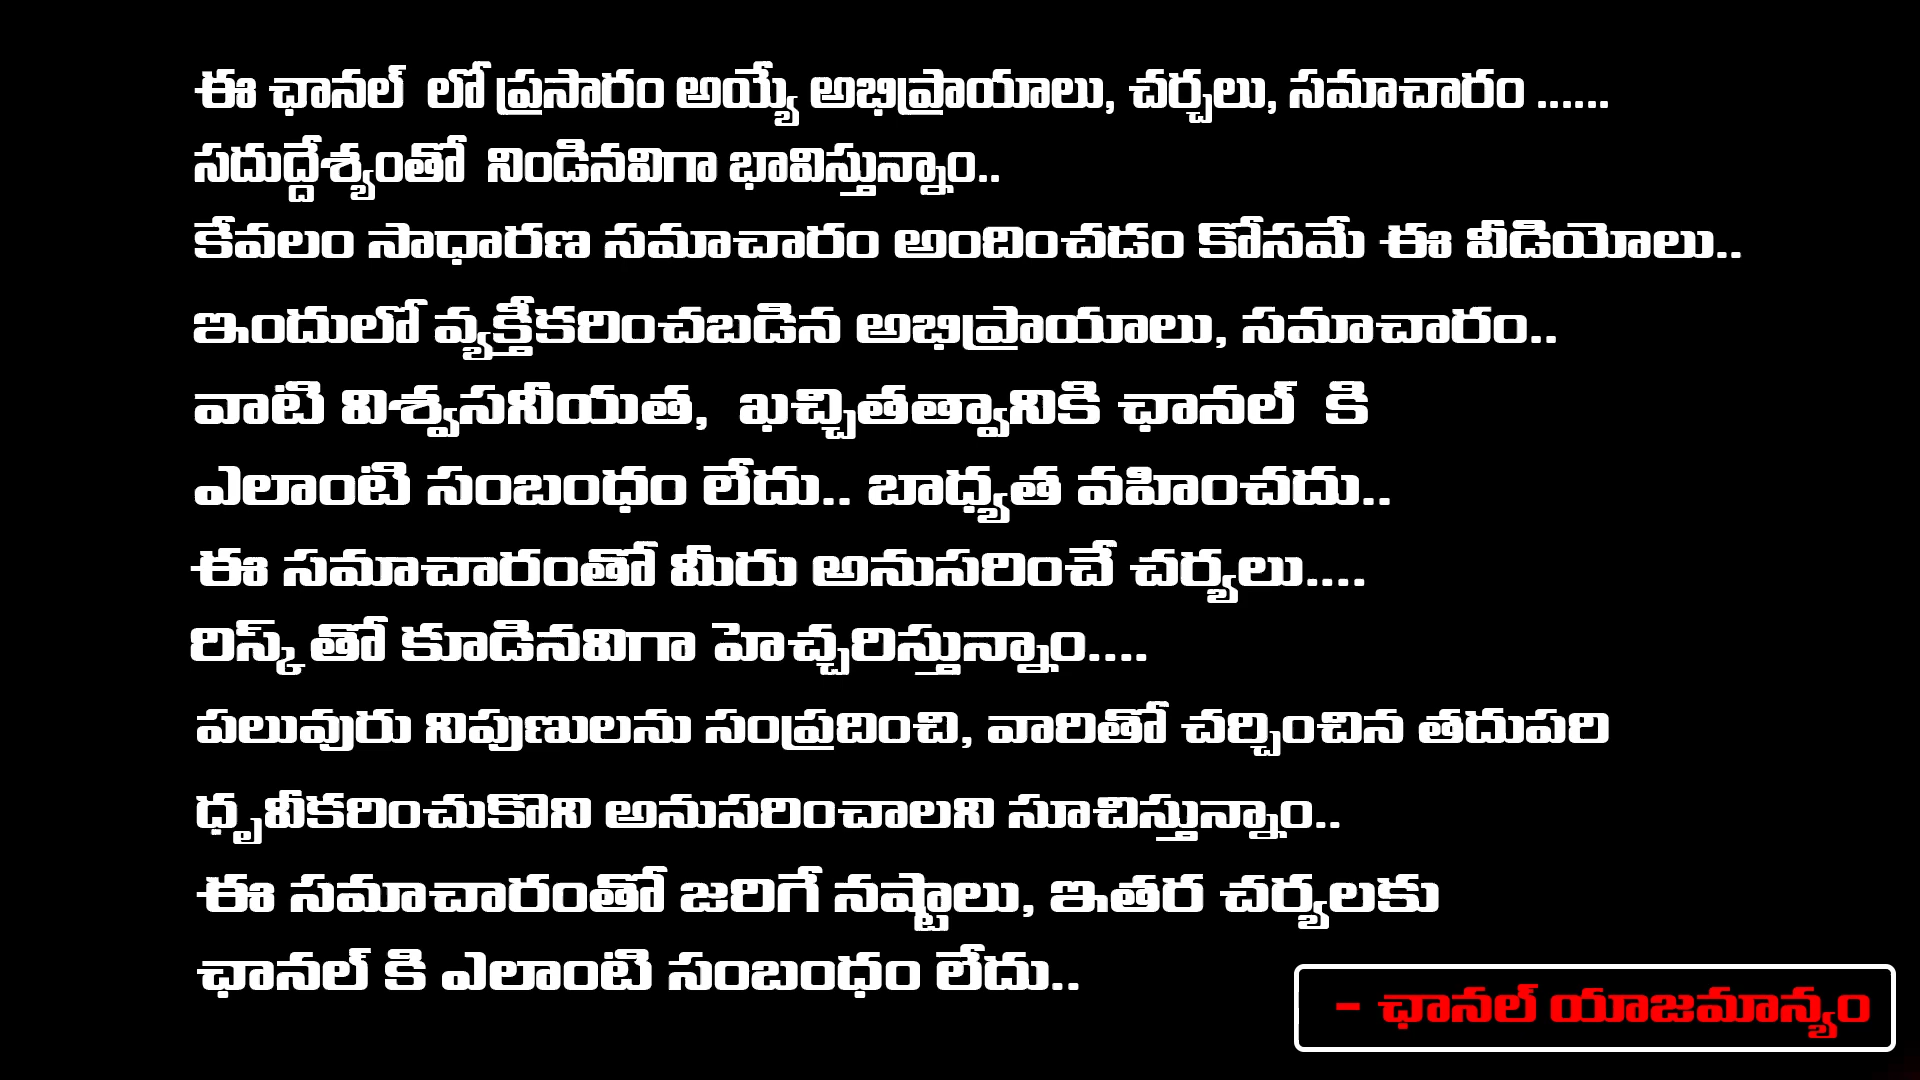 ఈ ఛానల్ లో ప్రసారం అయ్యే అభిప్రాయాలు, చర్చలు, సమాచారం ......
సదుద్దేశ్యంతో నిండినవిగా భావిస్తున్నాం..
కేవలం సాధారణ సమాచారం అందించడం కోసమే ఈ వీడియోలు..
ఇందులో వ్యక్తీకరించబడిన అభిప్రాయాలు, సమాచారం..
వాటి విశ్వసనీయత, ఖచ్చితత్వానికి ఛానల్ కి
ఎలాంటి సంబంధం లేదు.. బాధ్యత వహించదు..
ఈ సమాచారంతో మీరు అనుసరించే చర్యలు....
రిస్క్ తో కూడినవిగా హెచ్చరిస్తున్నాం....
పలువురు నిపుణులను సంప్రదించి, వారితో చర్చించిన తదుపరి
ధృవీకరించుకొని అనుసరించాలని సూచిస్తున్నాం..
ఈ సమాచారంతో జరిగే నష్టాలు, ఇతర చర్యలకు
ఛానల్ కి ఎలాంటి సంబంధం లేదు..
- ఛానల్ యాజమాన్యం